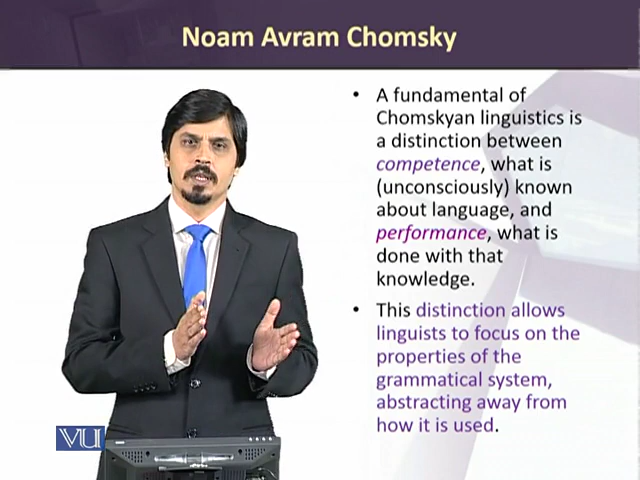 Noam Avram Chomsky
• A fundamental of
Chomskyan linguistics is
a distinction between
competence, what is
(unconsciously) known
about language, and
performance, what is
done with that
knowledge.
• This distinction allows
linguists to focus on the
properties of the
grammatical system,
abstracting away from
how it is used.
VU